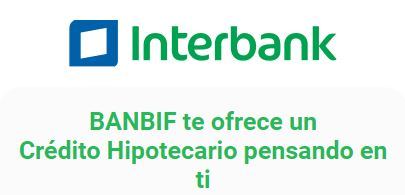 Interbank
BANBIF te ofrece un
Crédito Hipotecario pensando en
ti